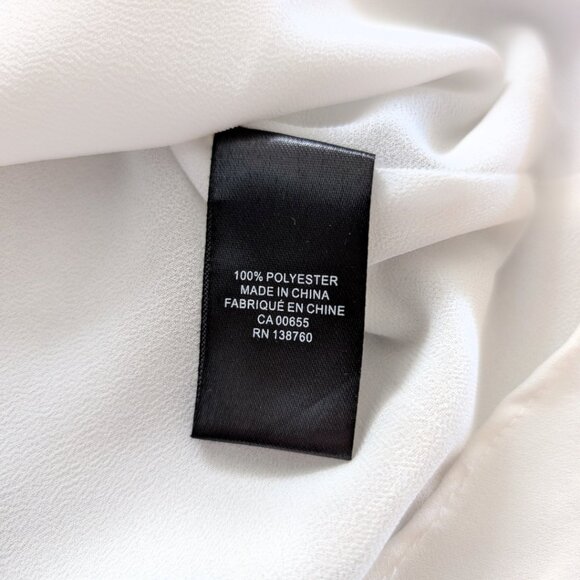 100% POLYESTER
MADE IN CHINA
FABRIQUÉ EN CHINE
CA 00655
RN 138760